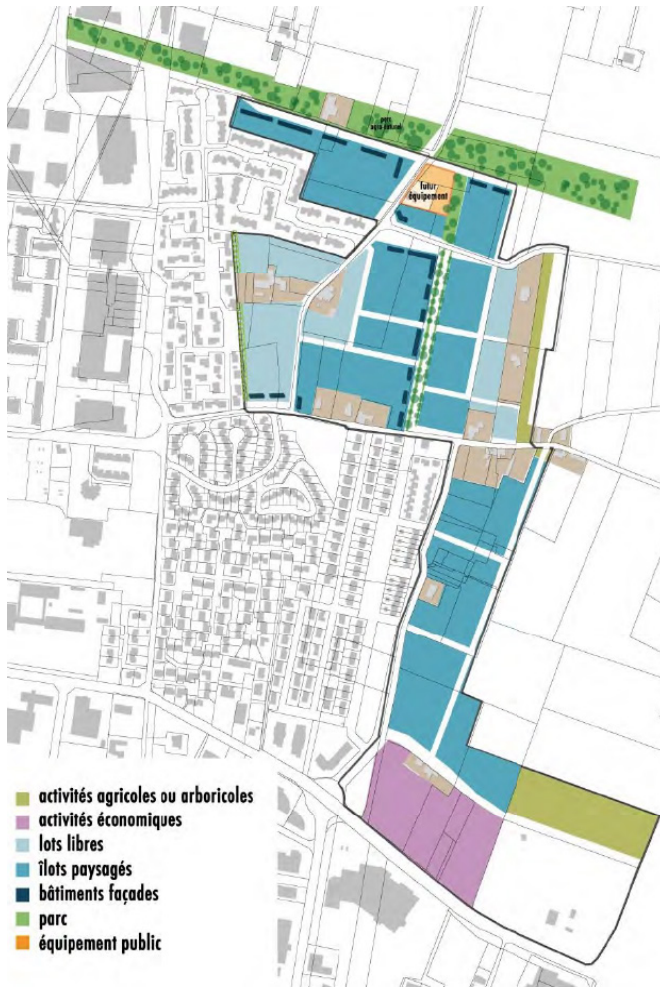 parc
agro-naturel
futur
équipement
activités agricoles ou arboricoles
activités économiques
lots libres
îlots paysagés
bâtiments façades
parc
équipement public